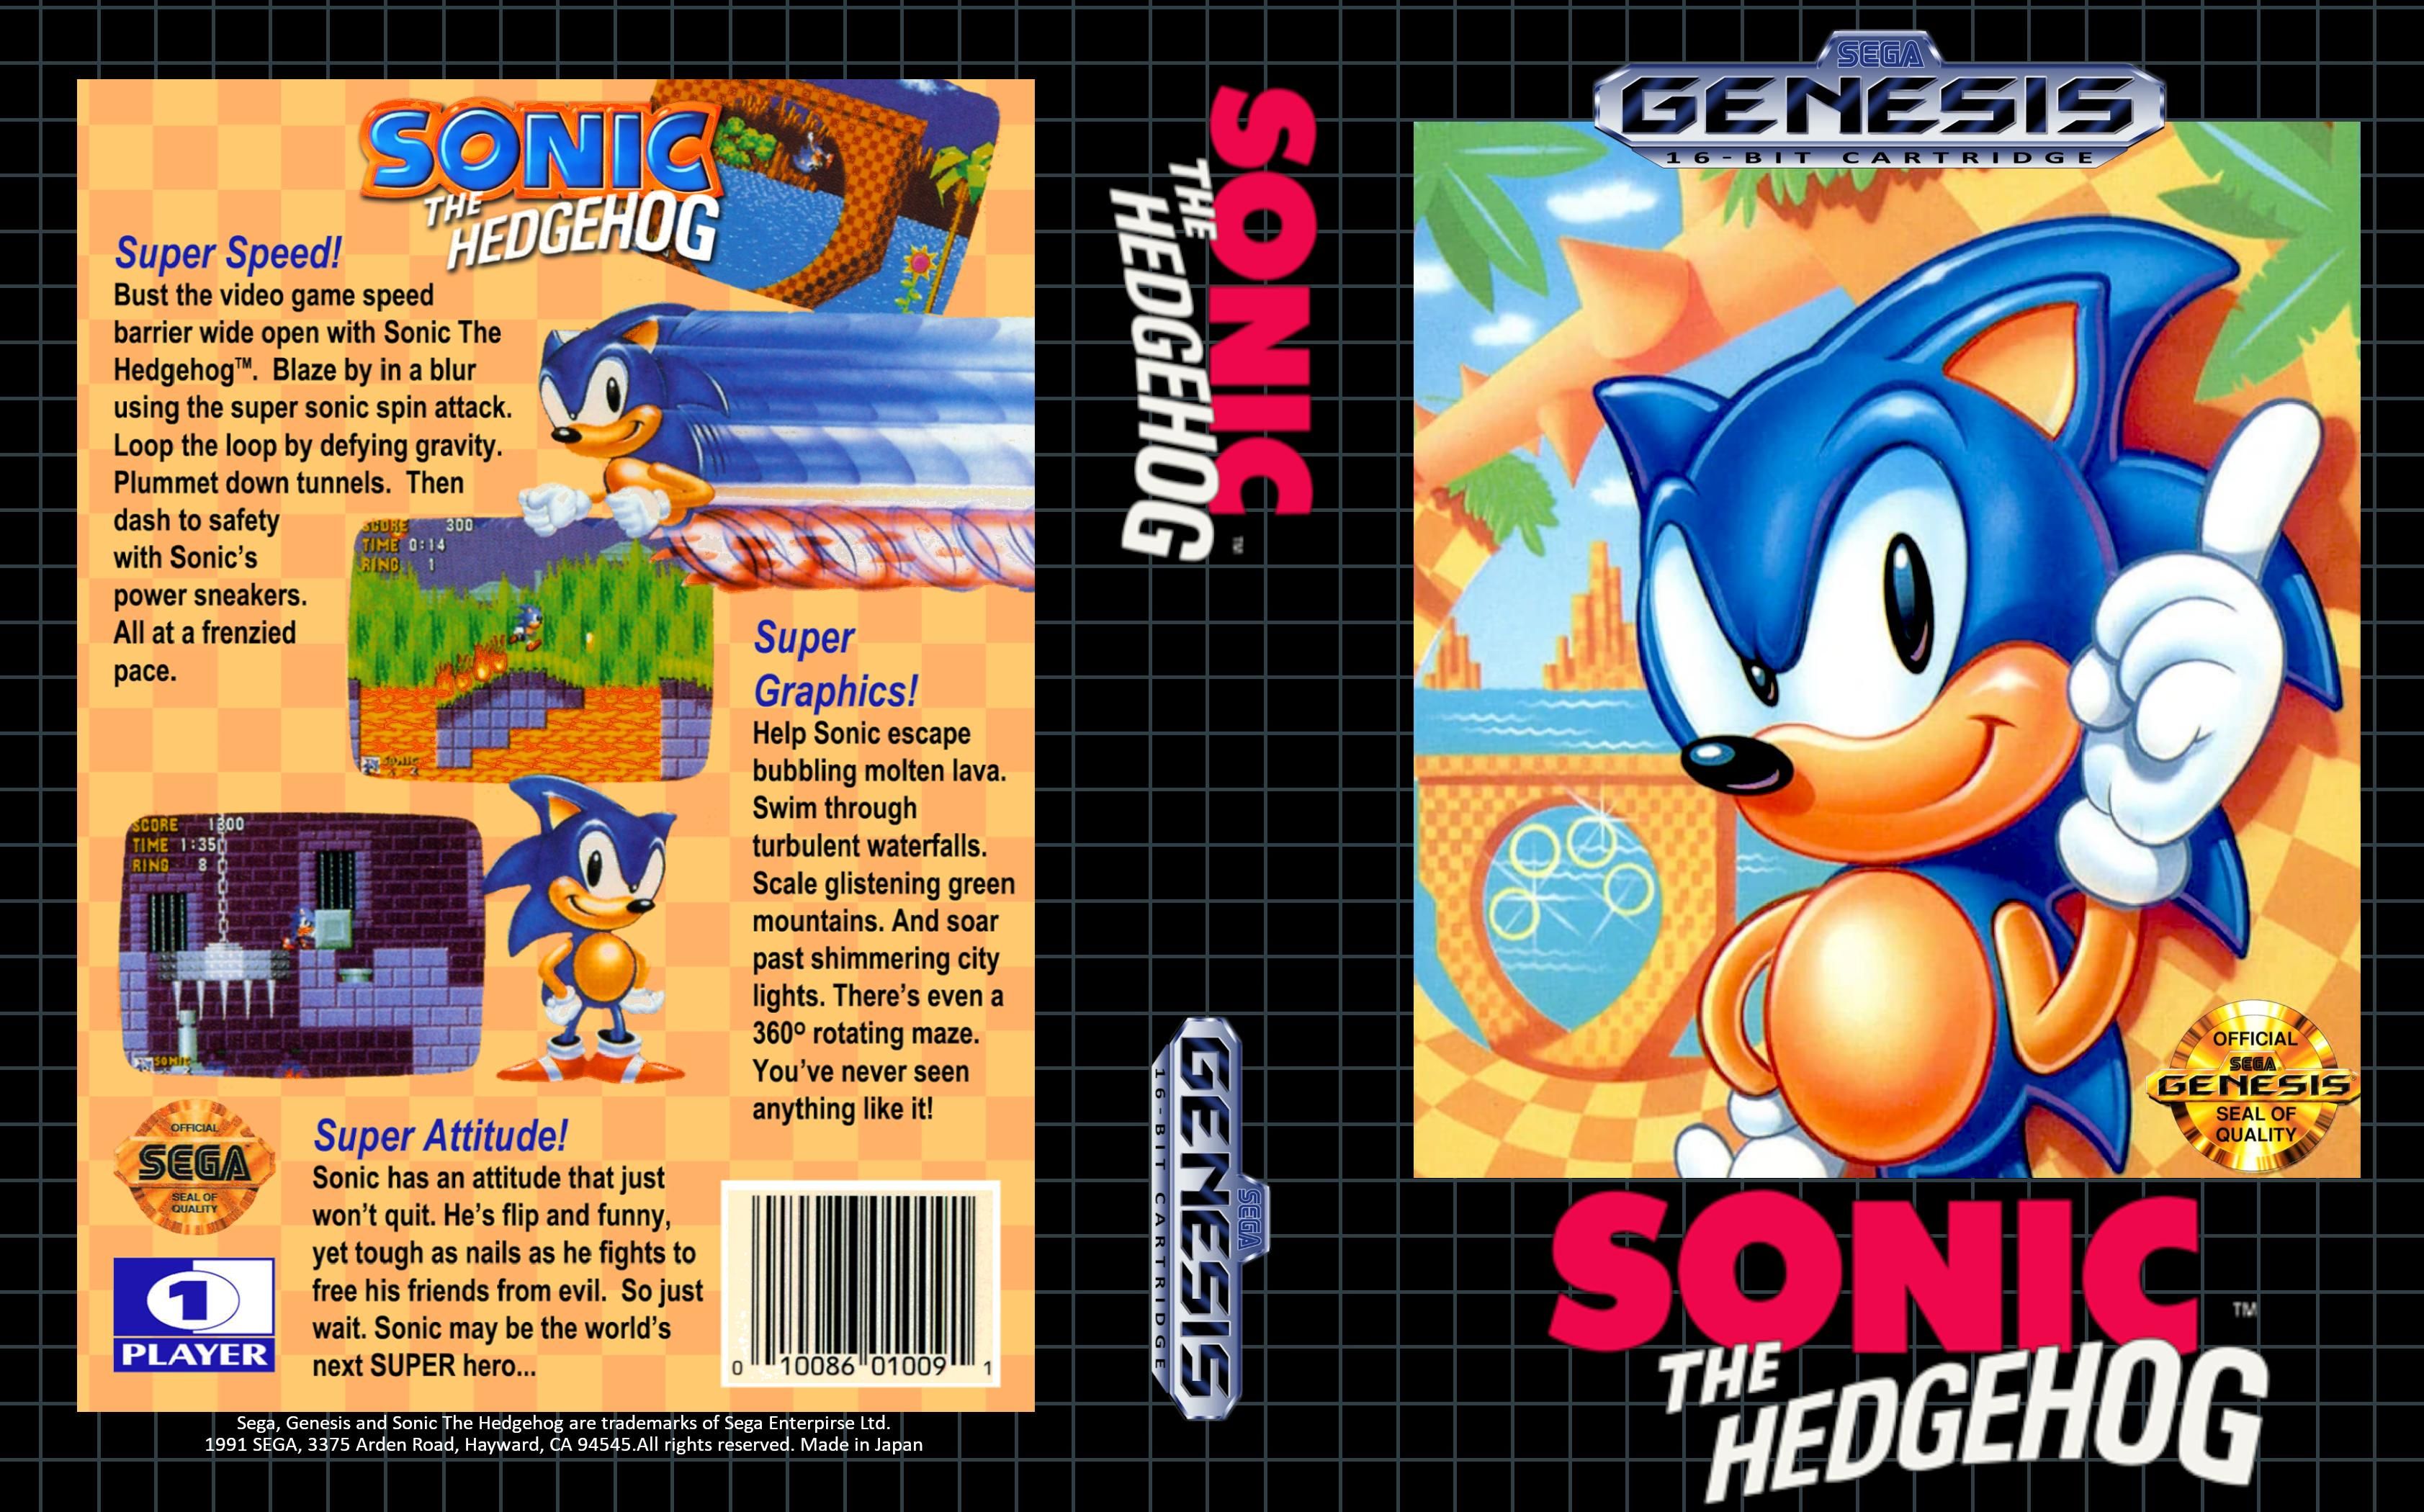 SONIC
THE
HEDGEHOG
Super Speed!
Bust the video game speed
barrier wide open with Sonic The
Hedgehog™.  Blaze by in a blur
using the super sonic spin attack.
Loop the loop by defying gravity.
Plummet down tunnels.  Then
dash to safety
with Sonic's
power sneakers.
All at a frenzied
pace.
SCORE 300
TIME 0:14
RING 1
SONIC
2
Super
Graphics!
Help Sonic escape
bubbling molten lava.
Swim through
turbulent waterfalls.
Scale glistening green
mountains. And soar
past shimmering city
lights. There's even a
360º rotating maze.
You've never seen
anything like it!
SCORE 1300
TIME 1:35
RING 8
SONIC
OFFICIAL
SEGA
SEAL OF
QUALITY
1
PLAYER
Super Attitude!
Sonic has an attitude that just
won't quit. He's flip and funny,
yet tough as nails as he fights to
free his friends from evil.  So just
wait. Sonic may be the world's
next SUPER hero...
0 10086 01009 1
Sega, Genesis and Sonic The Hedgehog are trademarks of Sega Enterpirse Ltd.
1991 SEGA, 3375 Arden Road, Hayward, CA 94545.All rights reserved. Made in Japan
SONIC
THE
HEDGEHOG
TM
SEGA
GENESIS
16-BIT CARTRIDGE
SEGA
GENESIS
16-BIT CARTRIDGE
OFFICIAL
SEGA
GENESIS
SEAL OF
QUALITY
SONIC
TM
THE
HEDGEHOG